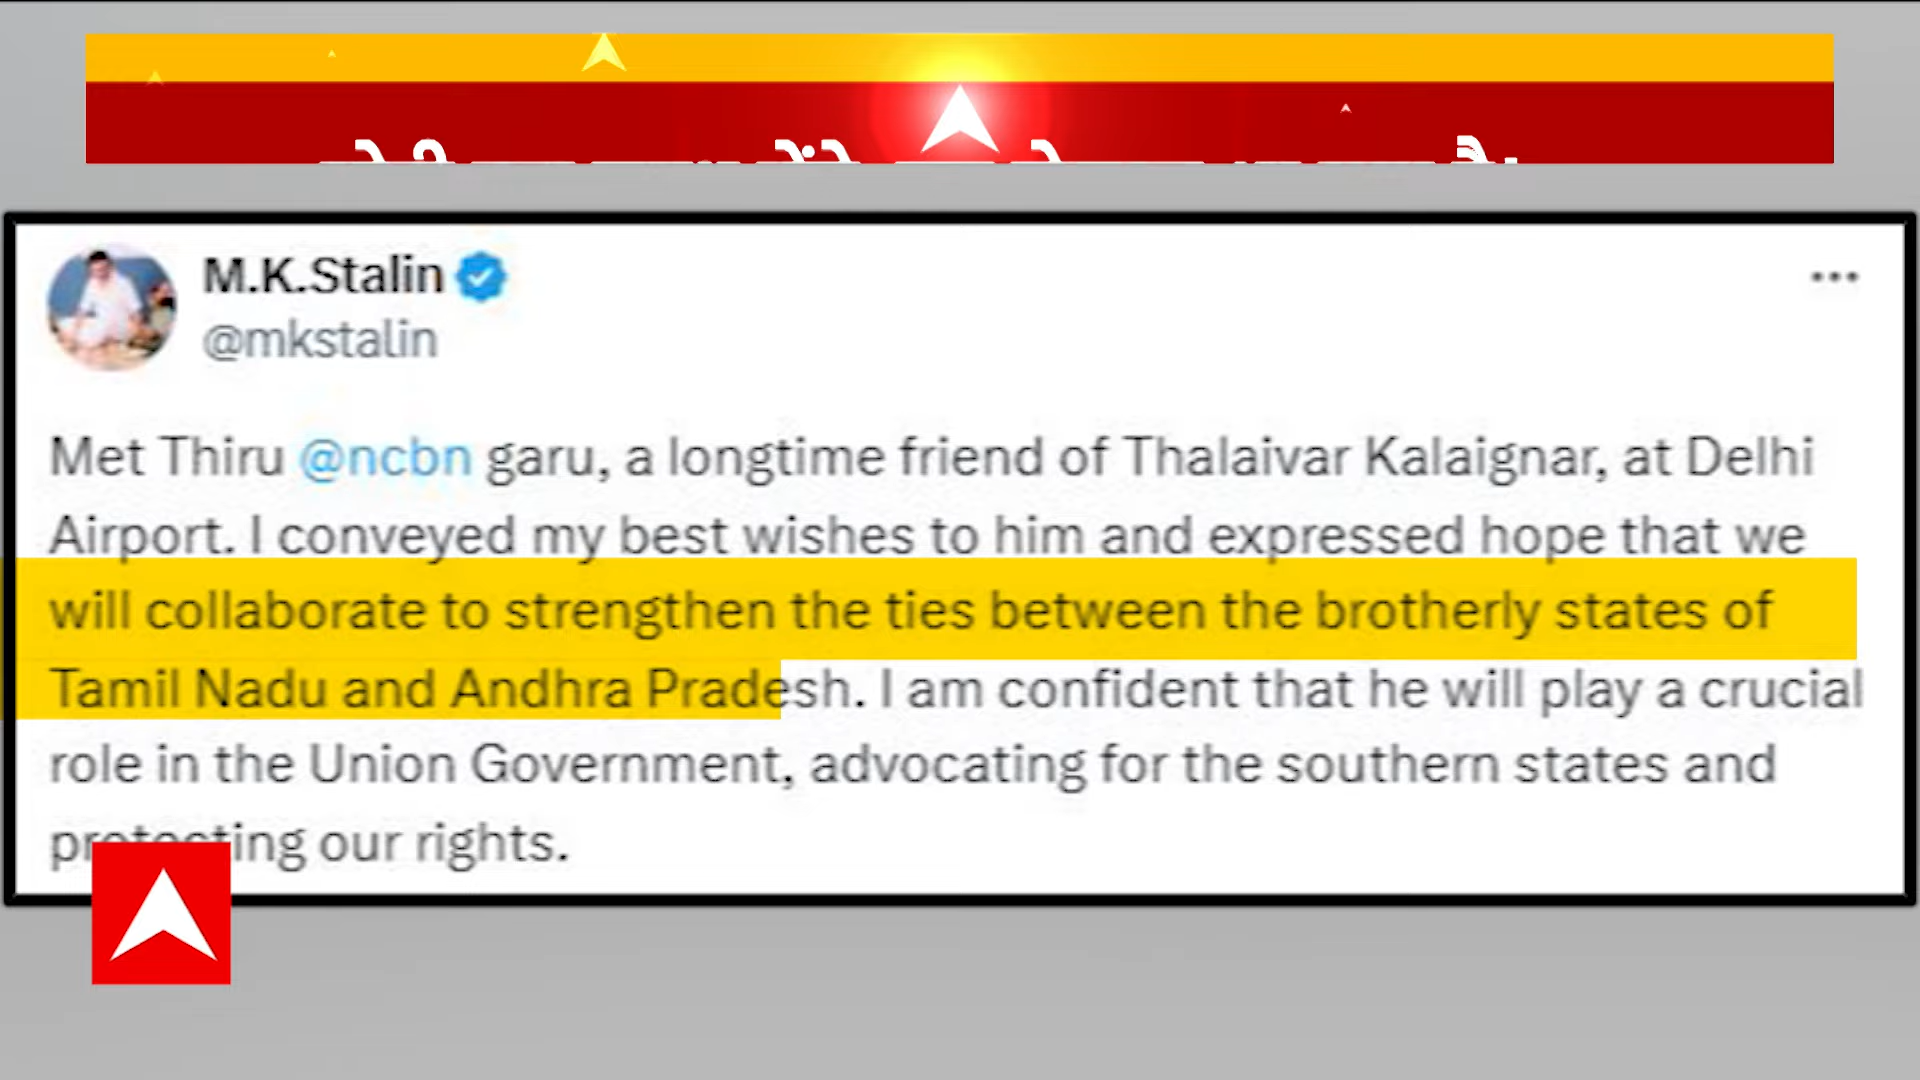 M.K.Stalin
@mkstalin
Met Thiru @ncbn garu, a longtime friend of Thalaivar Kalaignar, at Delhi
Airport. I conveyed my best wishes to him and expressed hope that we
will collaborate to strengthen the ties between the brotherly states of
Tamil Nadu and Andhra Pradesh. I am confident that he will play a crucial
role in the Union Government, advocating for the southern states and
protecting our rights.